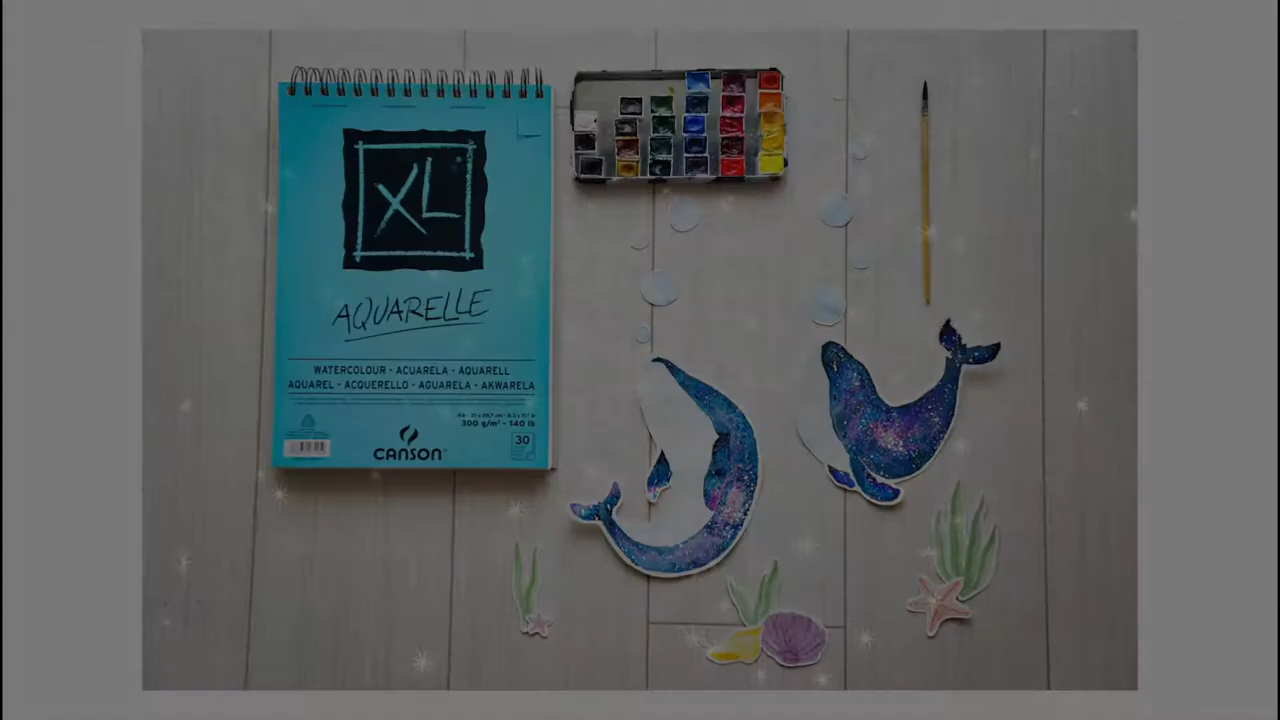 XL
AQUARELLE
WATERCOLOUR - ACUARELA - AQUARELL
AQUAREL - ACQUERELLO - AGUARELA - AKWARELA
300 g/m² - 140 lb
30
CANSON